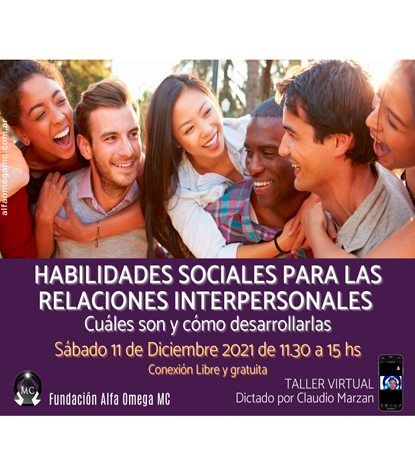 alfaomegamc.com.ar
HABILIDADES SOCIALES PARA LAS
RELACIONES INTERPERSONALES
Cuáles son y cómo desarrollarlas
Sábado 11 de Diciembre 2021 de 11.30 a 15 hs
Conexión Libre y gratuita
TALLER VIRTUAL
Dictado por Claudio Marzan
MC
Fundación Alfa Omega MC